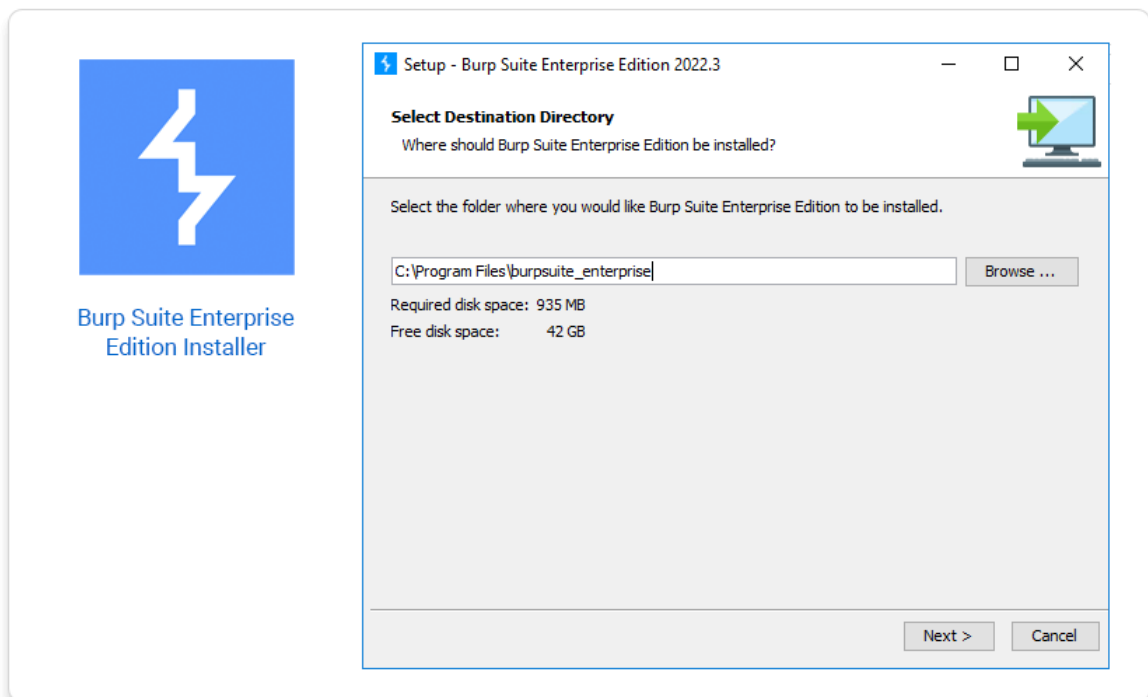 Burp Suite Enterprise
Edition Installer
Setup - Burp Suite Enterprise Edition 2022.3
Select Destination Directory
Where should Burp Suite Enterprise Edition be installed?
Select the folder where you would like Burp Suite Enterprise Edition to be installed.
C:\Program Files\burpsuite_enterprise
Browse ...
Required disk space: 935 MB
Free disk space: 42 GB
Next >
Cancel